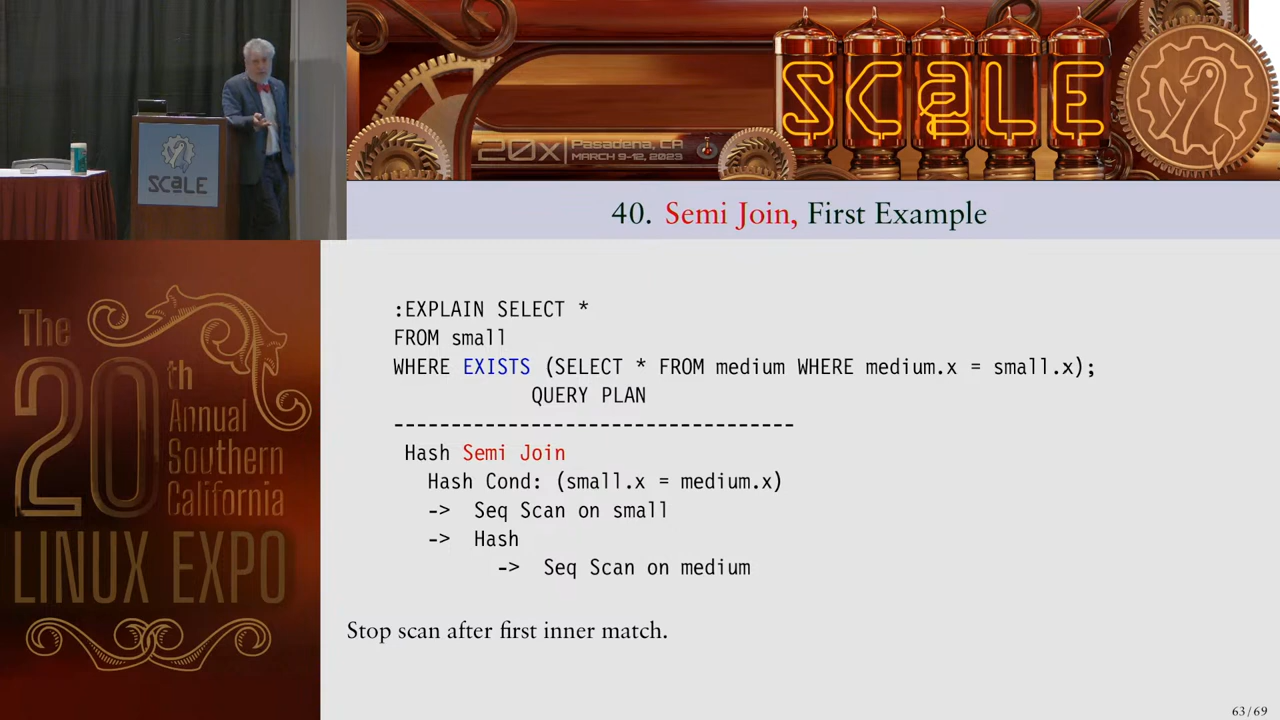 SCALE
20x
Pasadena, CA
MARCH 9-12, 2023
SCALE
40. Semi Join, First Example
The
20th
Annual
Southern
California
LINUX EXPO
:EXPLAIN SELECT *
FROM small
WHERE EXISTS (SELECT * FROM medium WHERE medium.x = small.x);
QUERY PLAN
-----------------------------------
Hash Semi Join
Hash Cond: (small.x = medium.x)
-> Seq Scan on small
-> Hash
-> Seq Scan on medium
Stop scan after first inner match.
63/69